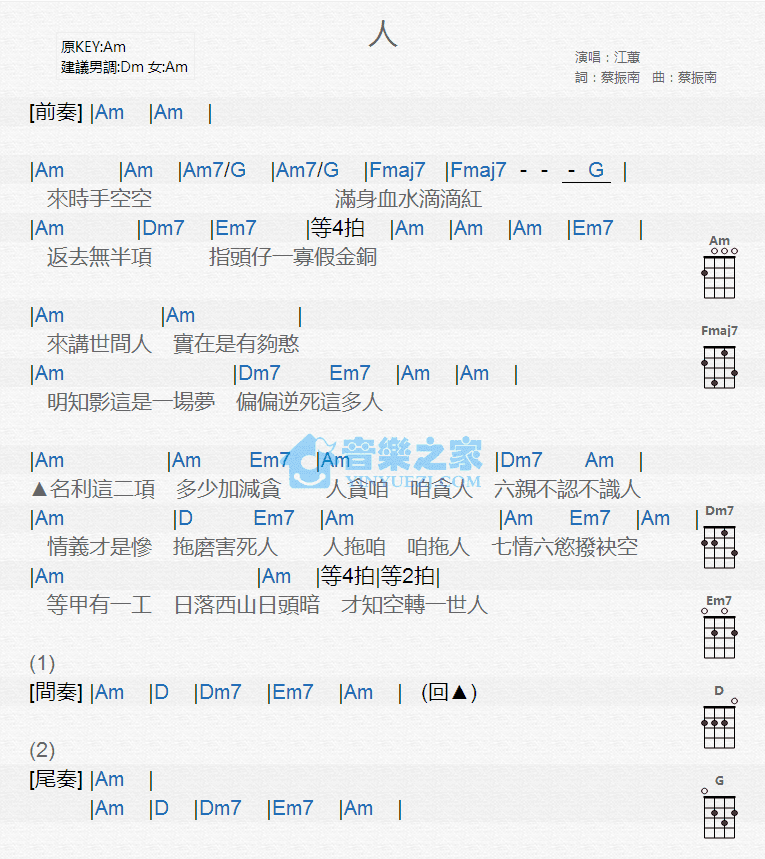 人
原KEY:Am
建議男調:Dm 女:Am
演唱：江蕙
詞：蔡振南 曲：蔡振南
[前奏] |Am |Am |
|Am |Am |Am7/G |Am7/G |Fmaj7 |Fmaj7 - - - G |
來時手空空 滿身血水滴滴紅
|Am |Dm7 |Em7 |等4拍 |Am |Am |Am |Em7 |
返去無半項 指頭仔一寡假金銅
|Am |Am |
來講世間人 實在是有夠憨
|Am |Dm7 Em7 |Am |Am |
明知影這是一場夢 偏偏逆死這多人
|Am |Am Em7 |Am |Dm7 Am |
▲名利這二項 多少加減貪 人貪咱 咱貪人 六親不認不識人
|Am |D Em7 |Am |Am Em7 |Am |
情義才是慘 拖磨害死人 人拖咱 咱拖人 七情六慾撥袂空
|Am |Am |等4拍|等2拍|
等甲有一工 日落西山日頭暗 才知空轉一世人
(1)
[間奏] |Am |D |Dm7 |Em7 |Am | (回▲)
(2)
[尾奏] |Am |
|Am |D |Dm7 |Em7 |Am |
Am
Fmaj7
Dm7
Em7
D
G
音樂之家
YINYUEZJ.COM